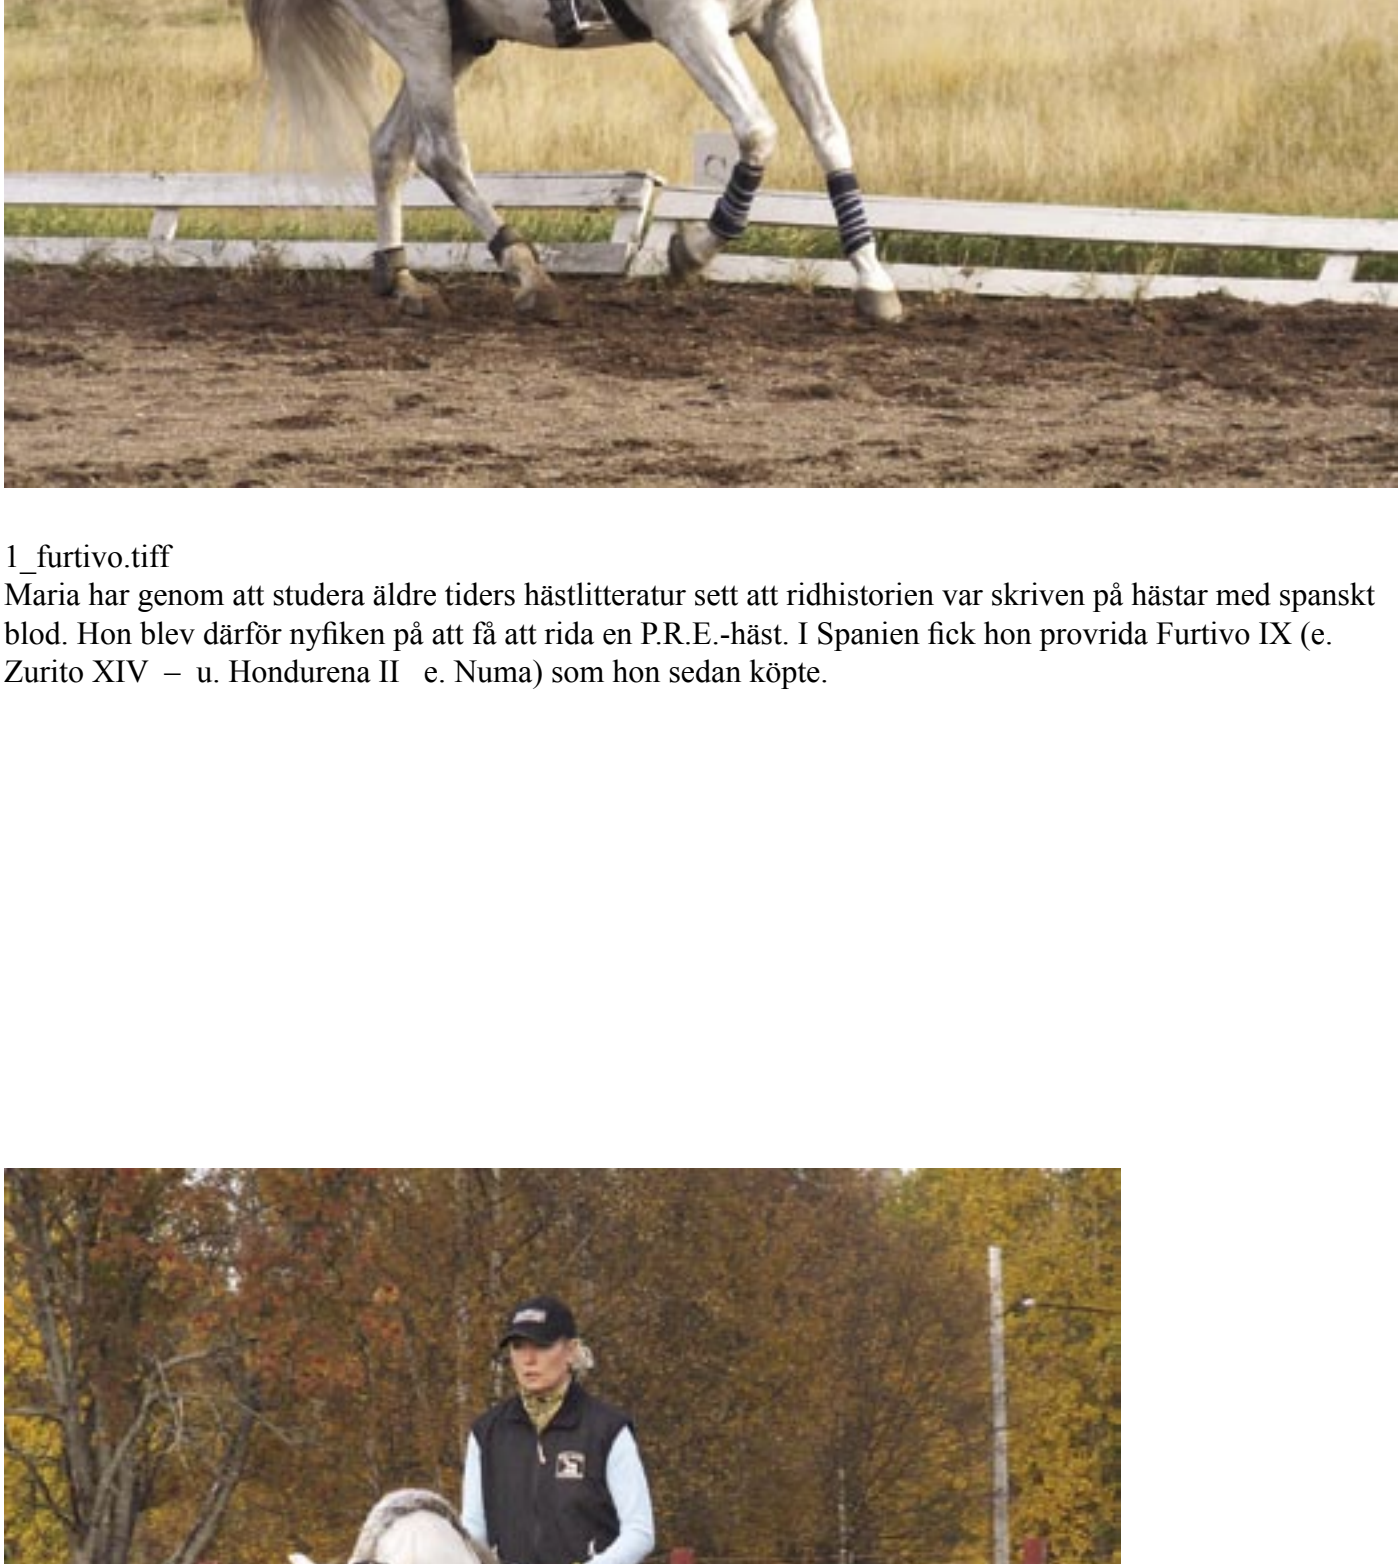 1_furtivo.tiff
Maria har genom att studera äldre tiders hästlitteratur sett att ridhistorien var skriven på hästar med spanskt
blod. Hon blev därför nyfiken på att få att rida en P.R.E.-häst. I Spanien fick hon provrida Furtivo IX (e.
Zurito XIV  –  u. Hondurena II   e. Numa) som hon sedan köpte.